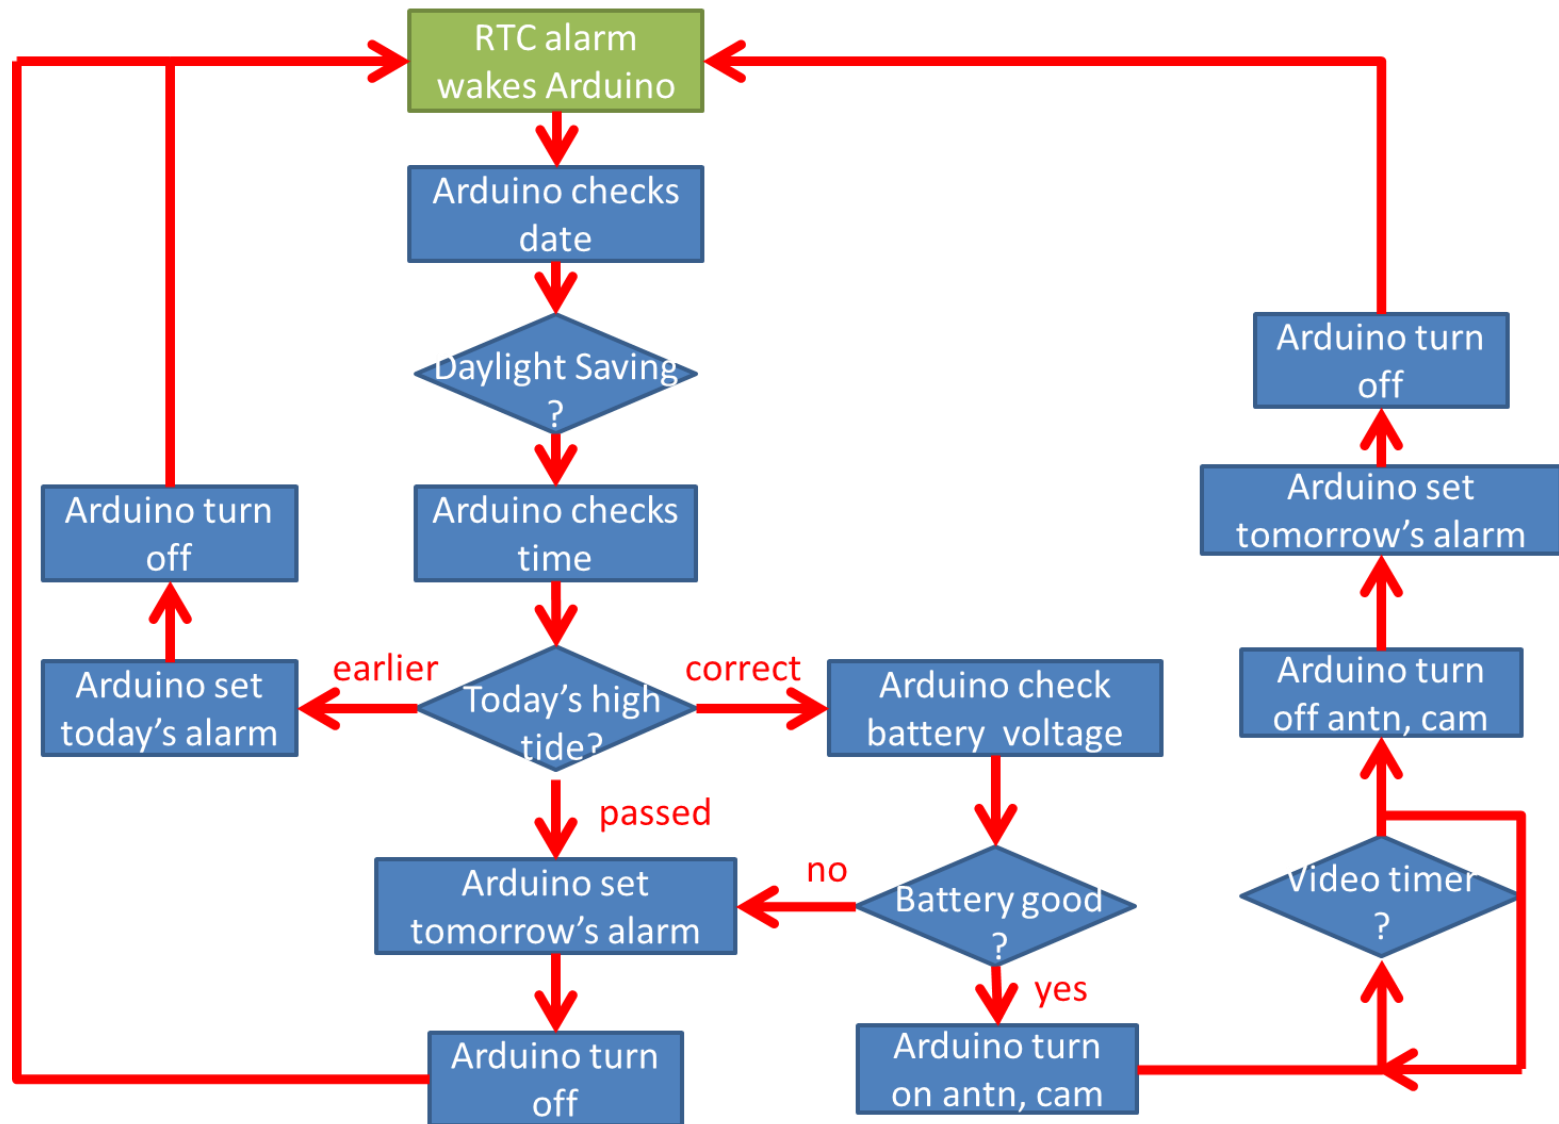 RTC alarm
wakes Arduino
Arduino checks
date
Daylight Saving
?
Arduino checks
time
Today’s high
tide?
earlier
correct
passed
Arduino set
today’s alarm
Arduino turn
off
Arduino set
tomorrow’s alarm
Arduino turn
off
Arduino check
battery  voltage
Battery good
?
no
yes
Arduino turn
on antn, cam
Video timer
?
Arduino turn
off antn, cam
Arduino set
tomorrow’s alarm
Arduino turn
off